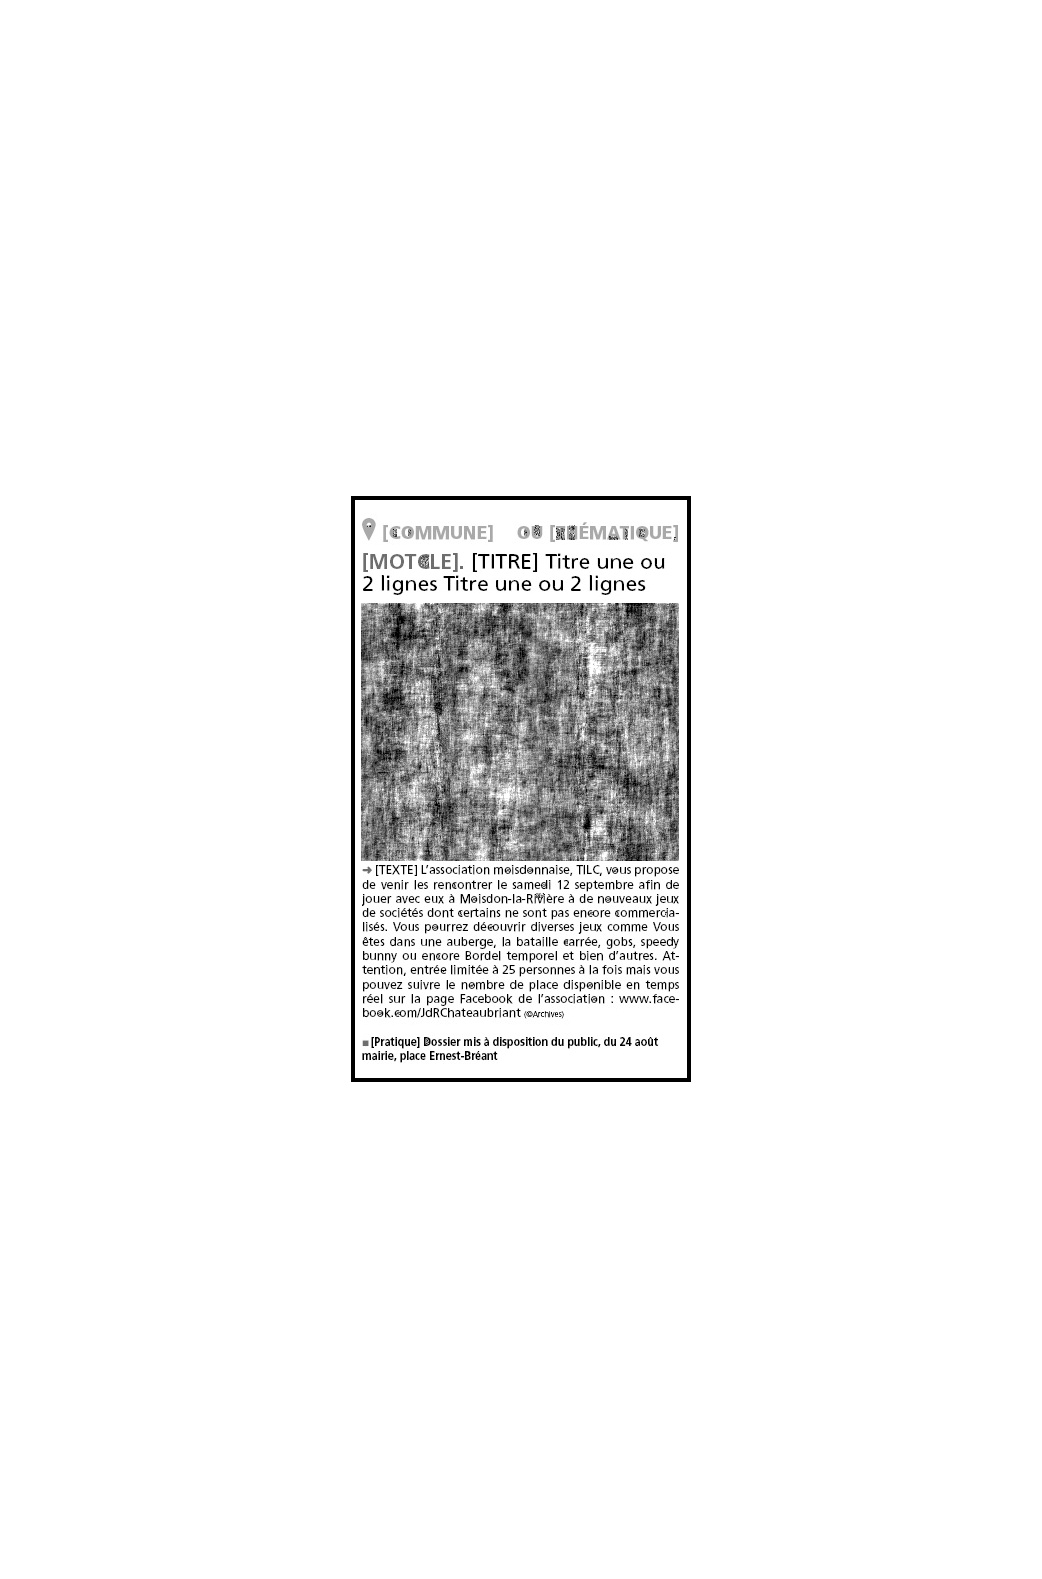 [COMMUNE] OU [THÉMATIQUE]
[MOTCLE]. [TITRE] Titre une ou
2 lignes Titre une ou 2 lignes
➔ [TEXTE] L’association moisdonnaise, TILC, vous propose
de venir les rencontrer le samedi 12 septembre afin de
jouer avec eux à Moisdon-la-Rivière à de nouveaux jeux
de sociétés dont certains ne sont pas encore commercia-
lisés. Vous pourrez découvrir diverses jeux comme Vous
êtes dans une auberge, la bataille carrée, gobs, speedy
bunny ou encore Bordel temporel et bien d’autres. At-
tention, entrée limitée à 25 personnes à la fois mais vous
pouvez suivre le nombre de place disponible en temps
réel sur la page Facebook de l’association : www.face-
book.com/JdRChateaubriant (©Archives)
■ [Pratique] Dossier mis à disposition du public, du 24 août
mairie, place Ernest-Bréant